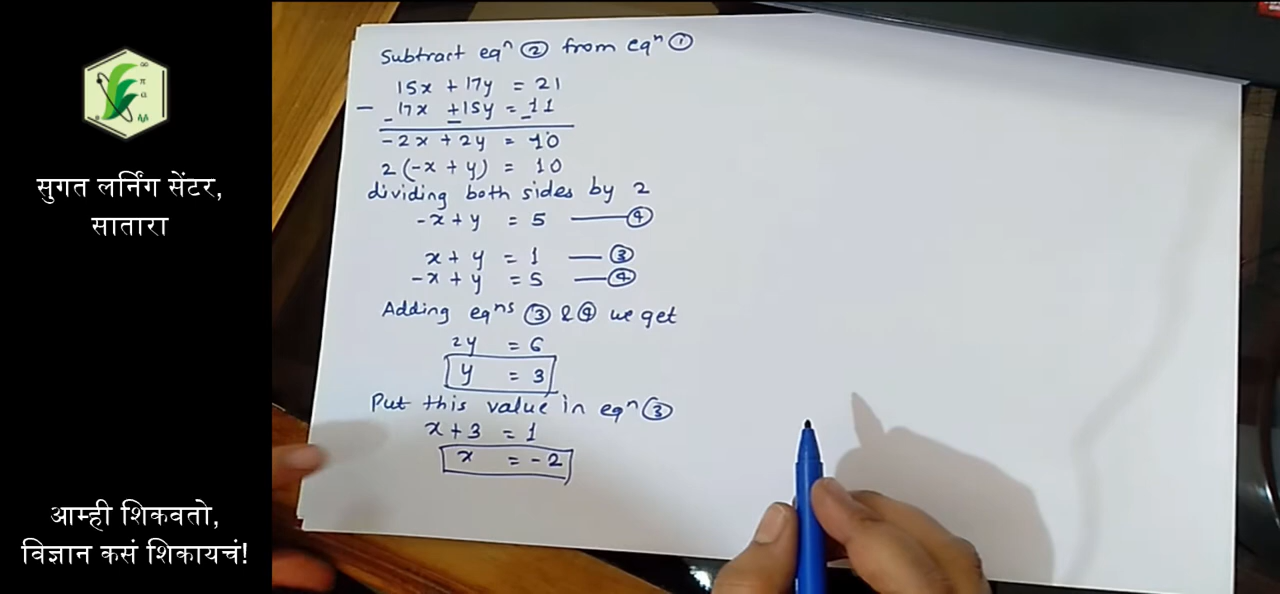 सुगत लर्निंग सेंटर,
सातारा
आम्ही शिकवतो,
विज्ञान कसं शिकायचं!
Subtract eqⁿ ② from eqⁿ ①
15x + 17y = 21
- 17x + 15y = 11
- - -
-2x + 2y = 10
2(-x + y) = 10
dividing both sides by 2
-x + y = 5 — ④
x + y = 1 — ③
-x + y = 5 — ④
Adding eqⁿˢ ③ & ④ we get
2y = 6
y = 3
Put this value in eqⁿ ③
x + 3 = 1
x = -2